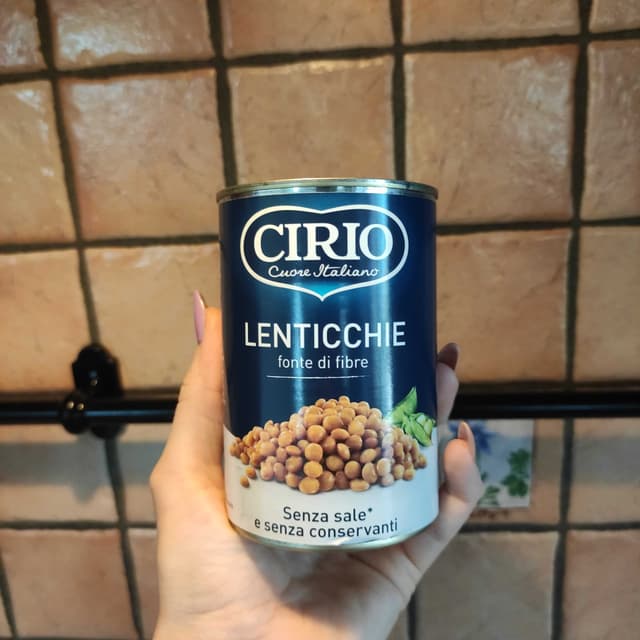 CIRIO
Cuore Italiano
LENTICCHIE
fonte di fibre
Senza sale*
e senza conservanti